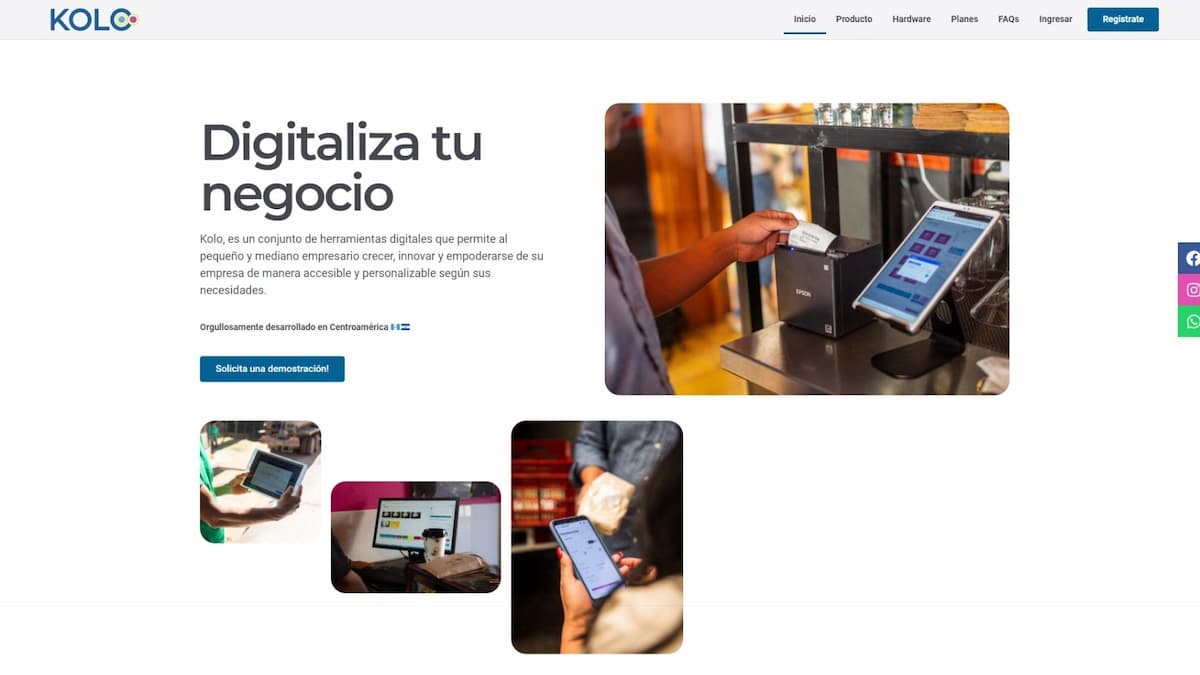 KOLO
Inicio
Producto
Hardware
Planes
FAQs
Ingresar
Registrate
Digitaliza tu
negocio
Kolo, es un conjunto de herramientas digitales que permite al
pequeño y mediano empresario crecer, innovar y empoderarse de su
empresa de manera accesible y personalizable según sus
necesidades.
Orgullosamente desarrollado en Centroamérica 🇬🇹🇸🇻
Solicita una demostración!
EPSON